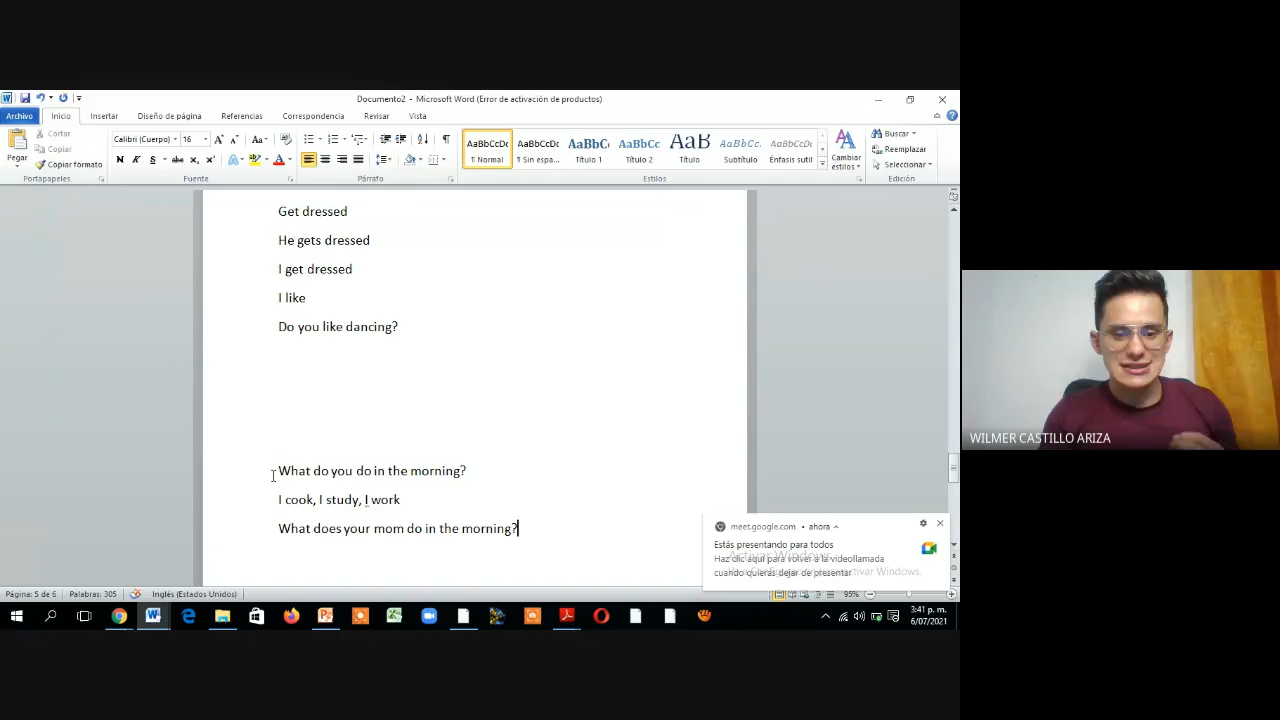 Documento2 - Microsoft Word (Error de activación de productos)
Archivo Inicio Insertar Diseño de página Referencias Correspondencia Revisar Vista
Pegar
Cortar
Copiar
Copiar formato
Portapapeles
Calibri (Cuerpo) 16
Fuente
Párrafo
AaBbCcDc AaBbCcDc AaBbC AaBbCc AaB AaBbCc. AaBbCcDc
¶ Normal ¶ Sin espa... Título 1 Título 2 Título Subtítulo Énfasis sutil
Estilos
Cambiar estilos
Buscar
Reemplazar
Seleccionar
Edición
Get dressed
He gets dressed
I get dressed
I like
Do you like dancing?
What do you do in the morning?
I cook, I study, I work
What does your mom do in the morning?
WILMER CASTILLO ARIZA
meet.google.com • ahora
Estás presentando para todos
Haz clic aquí para volver a la videollamada
cuando quieras dejar de presentar
Activar Windows
activar Windows.
Página: 5 de 6 Palabras: 305 Inglés (Estados Unidos) 95%
3:41 p. m.
6/07/2021